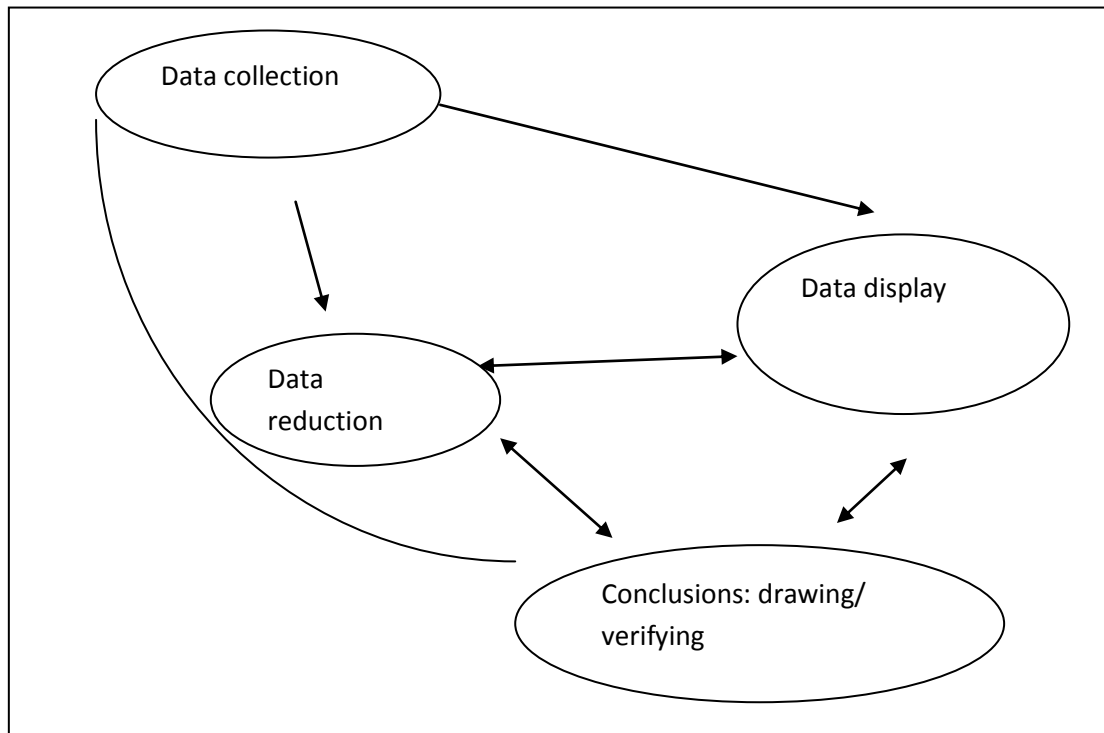 Data collection
Data display
Data
reduction
Conclusions: drawing/
verifying